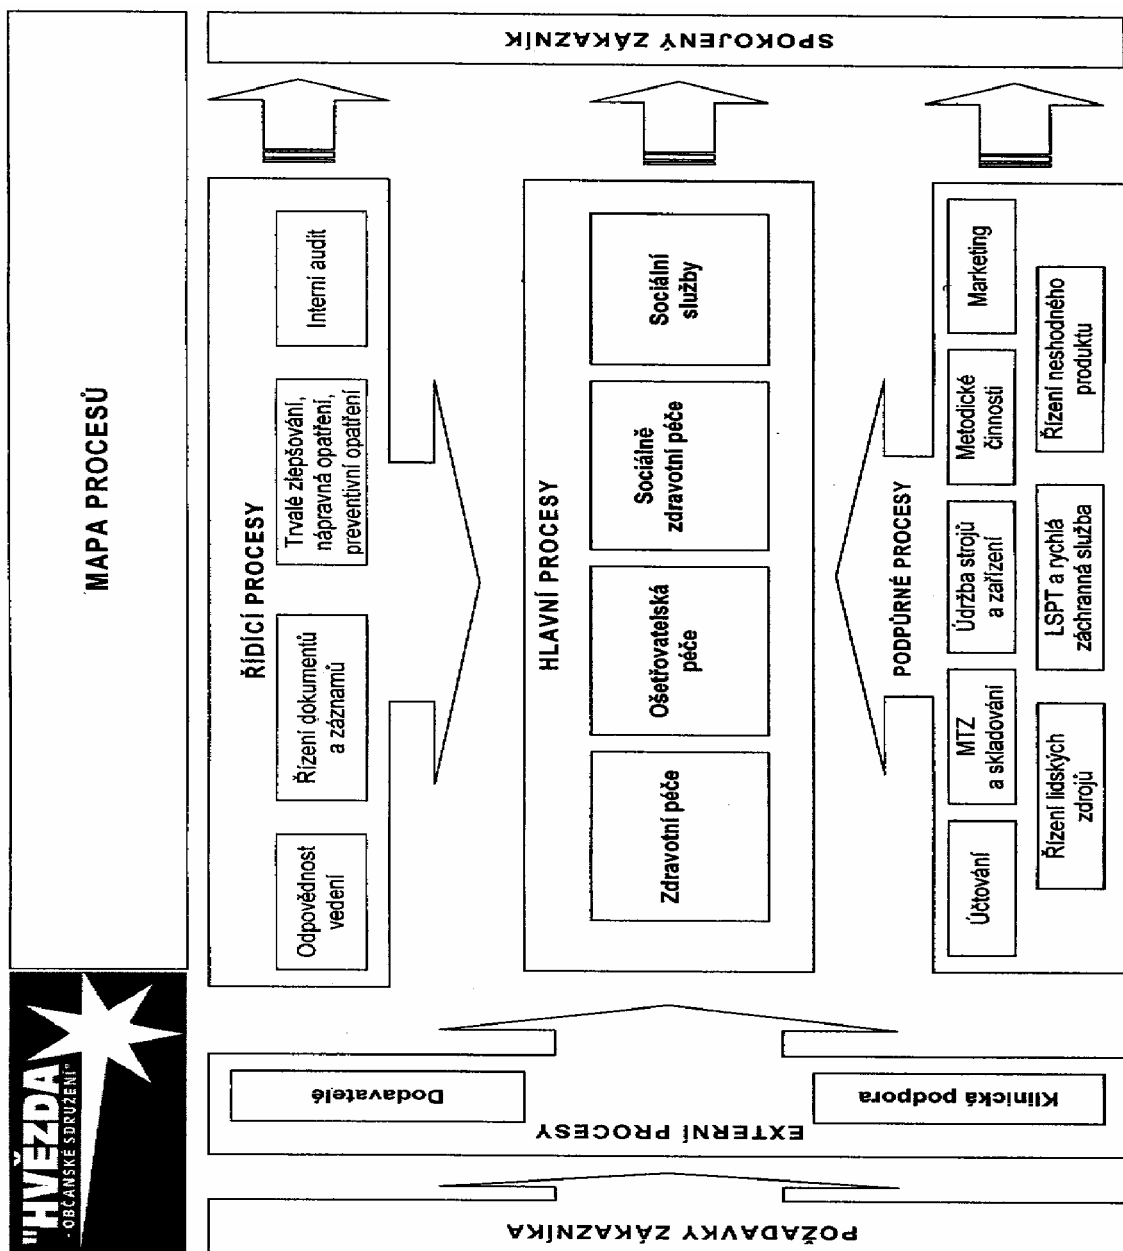 "HVĚZDA
- OBČANSKÉ SDRUŽENÍ"
MAPA PROCESŮ
POŽADAVKY ZÁKAZNÍKA
EXTERNÍ PROCESY
Dodavatelé
Klinická podpora
ŘÍDÍCÍ PROCESY
Odpovědnost
vedení
Řízení dokumentů
a záznamů
Trvalé zlepšování,
nápravná opatření,
preventivní opatření
Interní audit
HLAVNÍ PROCESY
Zdravotní péče
Ošetřovatelská
péče
Sociálně
zdravotní péče
Sociální
služby
PODPŮRNÉ PROCESY
Účtování
MTZ
a skladování
Údržba strojů
a zařízení
Metodické
činnosti
Marketing
Řízení lidských
zdrojů
LSPT a rychlá
záchranná služba
Řízení neshodného
produktu
SPOKOJENÝ ZÁKAZNÍK